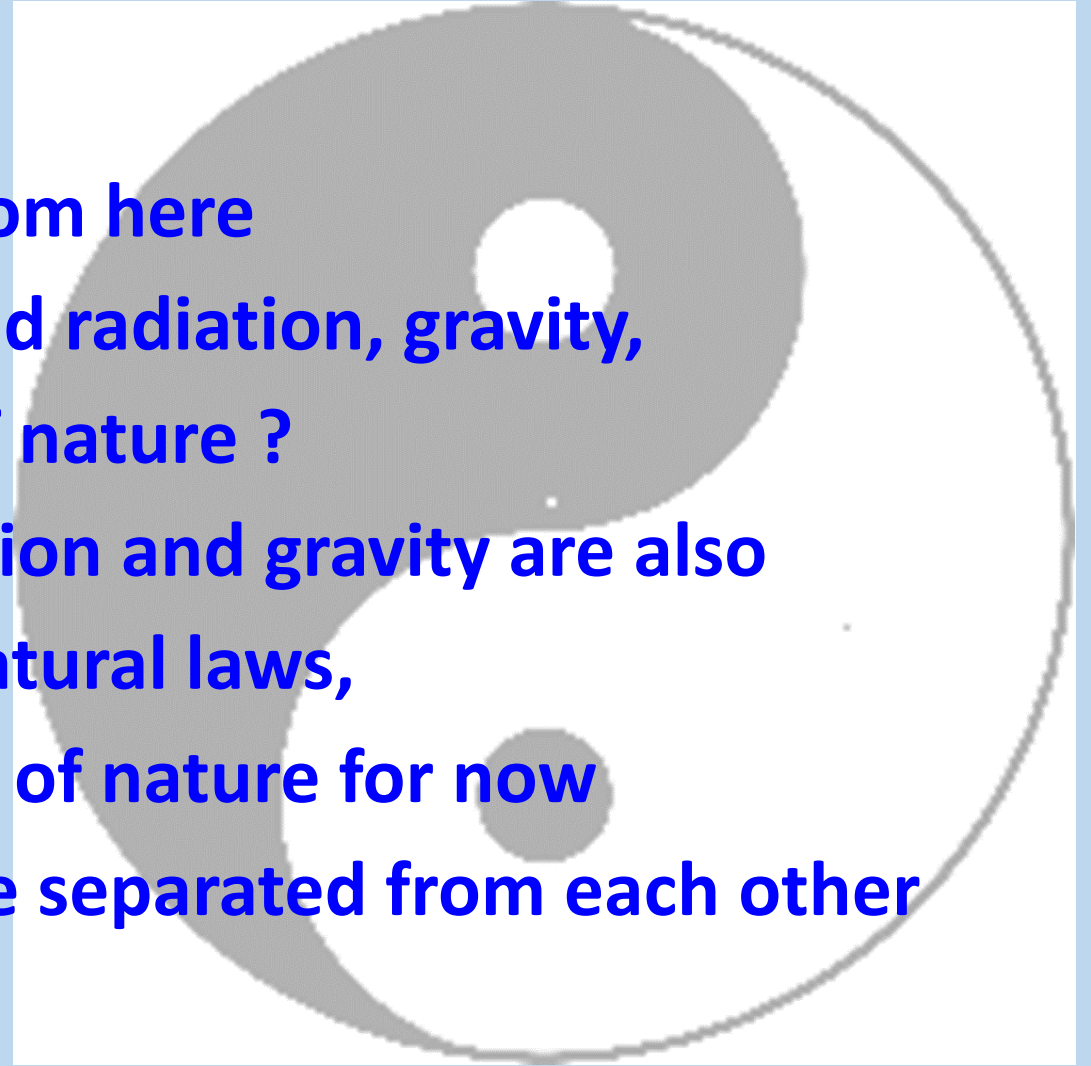 om here
d radiation, gravity,
nature ?
ion and gravity are also
atural laws,
of nature for now
e separated from each other